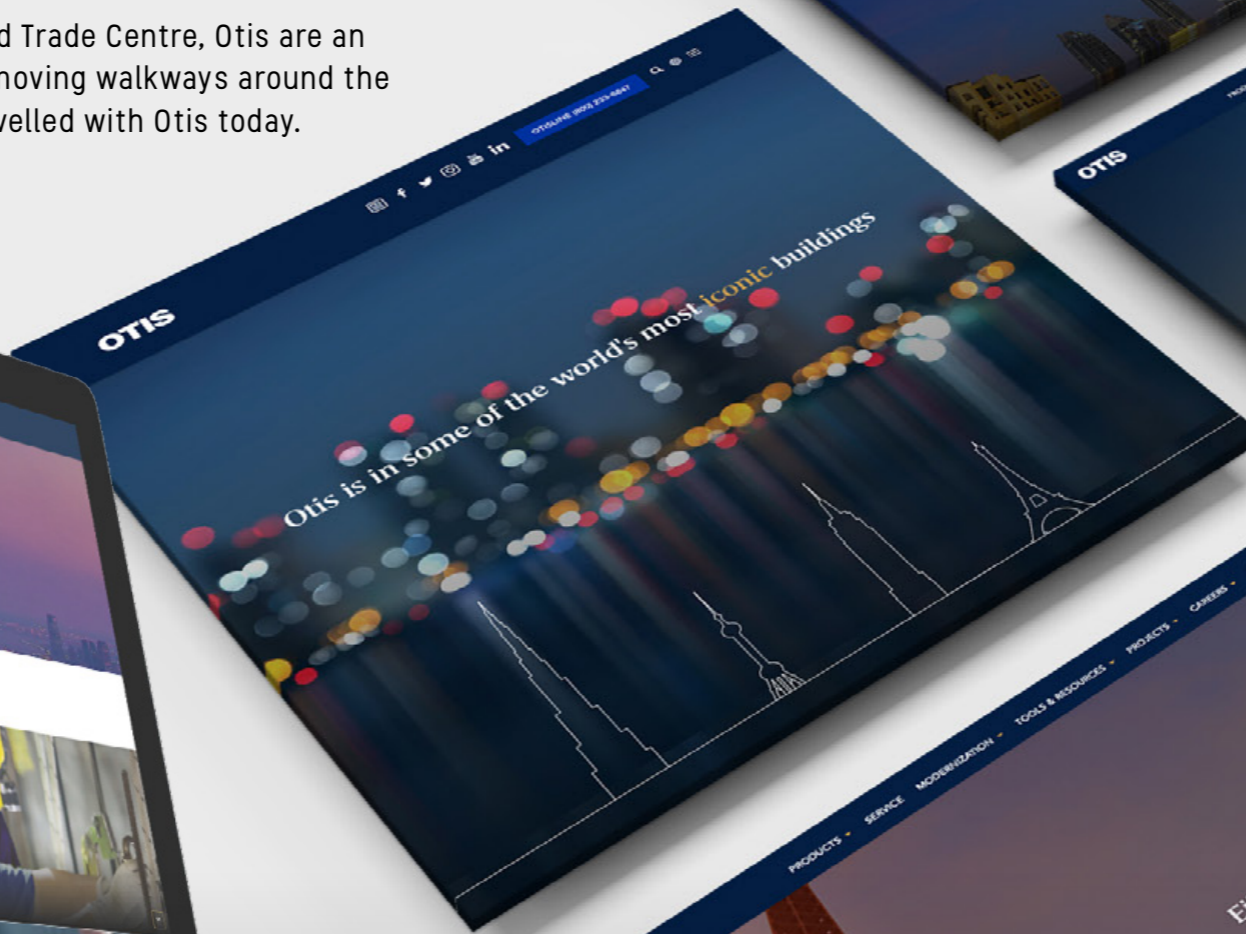 d Trade Centre, Otis are an
moving walkways around the
velled with Otis today.
in
OTISLINE (800) 233-6847
OTIS
OTIS
Otis is in some of the world's most iconic buildings
PRODUCTS
SERVICE
MODERNIZATION
TOOLS & RESOURCES
PROJECTS
CAREERS